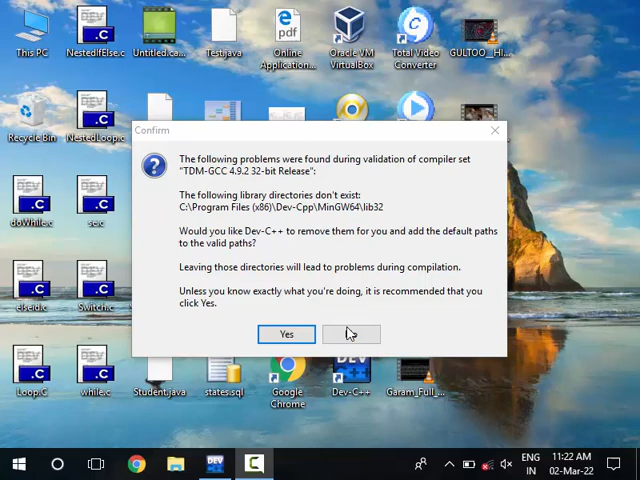 This PC
NestedIfElse.c
Untitled.ca...
Test.java
Online
Application...
Oracle VM
VirtualBox
Total Video
Converter
GULTOO_HI...
pdf
DEV
.C
Recycle Bin
NestedLoop.c
Confirm
The following problems were found during validation of compiler set
"TDM-GCC 4.9.2 32-bit Release":
The following library directories don't exist:
C:\Program Files (x86)\Dev-Cpp\MinGW64\lib32
Would you like Dev-C++ to remove them for you and add the default paths
to the valid paths?
Leaving those directories will lead to problems during compilation.
Unless you know exactly what you're doing, it is recommended that you
click Yes.
Yes
doWhile.c
se.c
elseidi.c
Switch.c
Loop.C
while.c
Student.java
states.sql
Google
Chrome
Dev-C++
Garam_Full_...
ENG
IN
11:22 AM
02-Mar-22